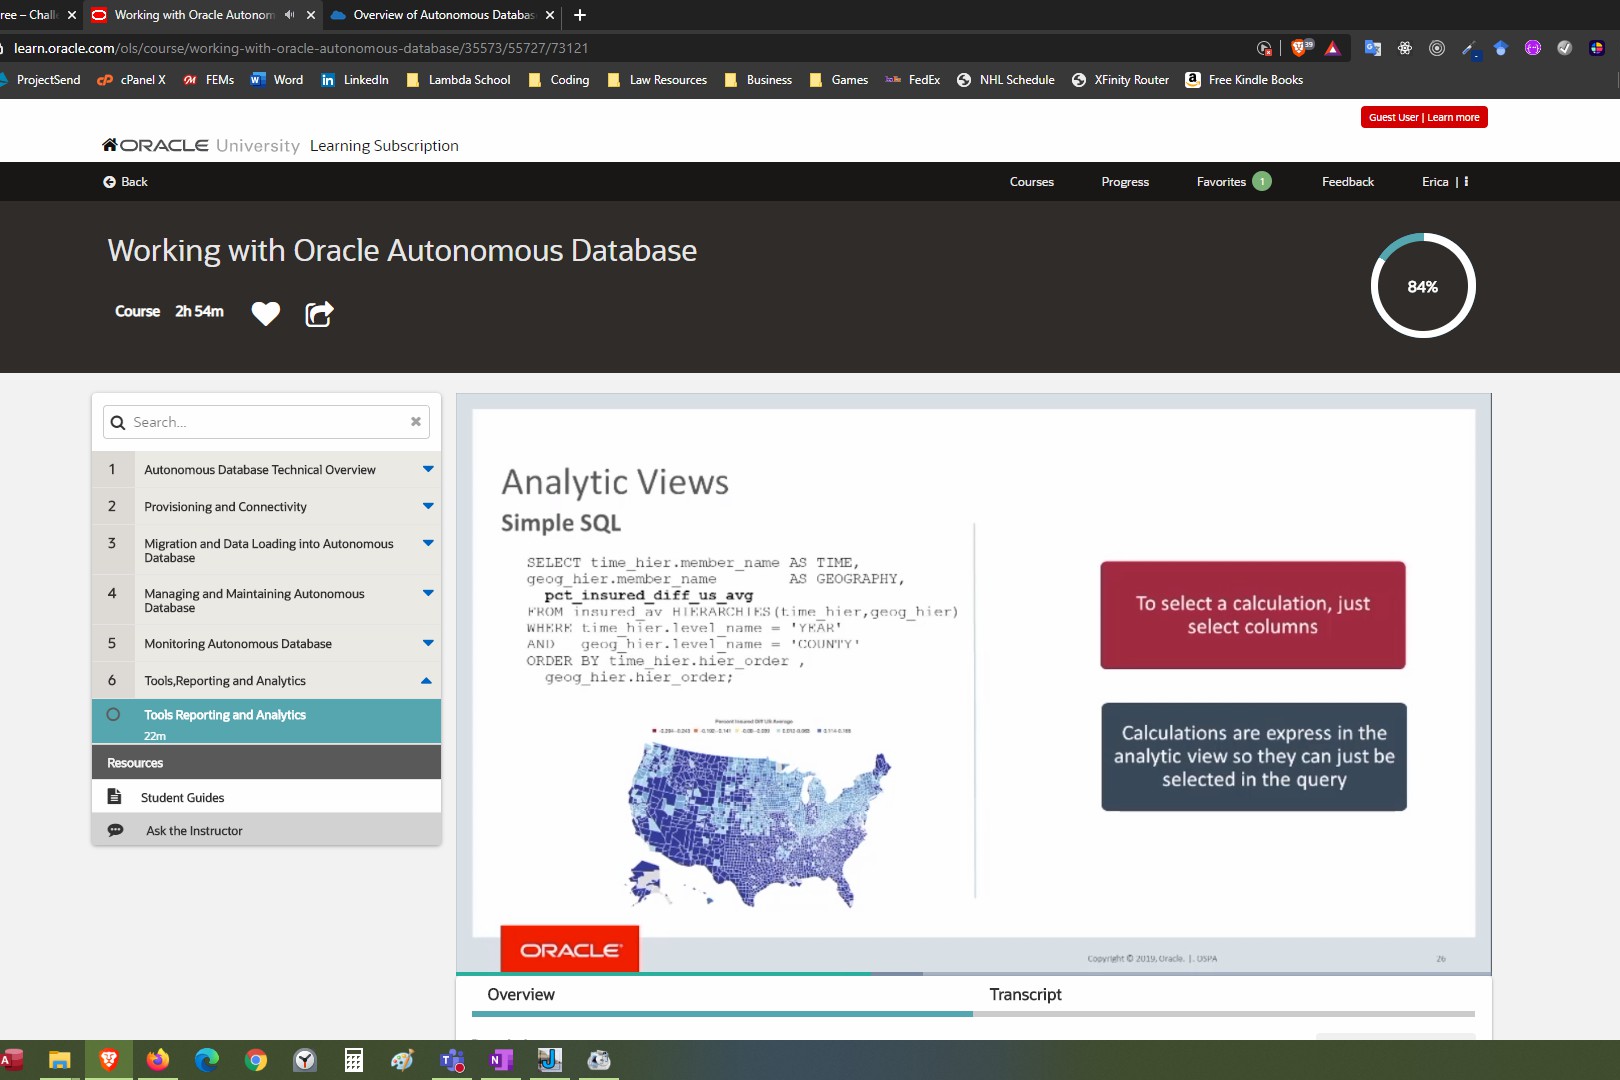 ree – Chall
Working with Oracle Autonom
Overview of Autonomous Databas
learn.oracle.com/ols/course/working-with-oracle-autonomous-database/35573/55727/73121
39
ProjectSend
cPanel X
FEMs
Word
LinkedIn
Lambda School
Coding
Law Resources
Business
Games
FedEx
NHL Schedule
XFinity Router
Free Kindle Books
Guest User | Learn more
ORACLE University Learning Subscription
Back
Courses
Progress
Favorites 1
Feedback
Erica |
Working with Oracle Autonomous Database
Course 2h 54m
84%
Search...
1 Autonomous Database Technical Overview
2 Provisioning and Connectivity
3 Migration and Data Loading into Autonomous
Database
4 Managing and Maintaining Autonomous
Database
5 Monitoring Autonomous Database
6 Tools,Reporting and Analytics
Tools Reporting and Analytics
22m
Resources
Student Guides
Ask the Instructor
Analytic Views
Simple SQL
SELECT time_hier.member_name AS TIME,
geog_hier.member_name AS GEOGRAPHY,
pct_insured_diff_us_avg
FROM insured_av HIERARCHIES(time_hier,geog_hier)
WHERE time_hier.level_name = 'YEAR'
AND geog_hier.level_name = 'COUNTY'
ORDER BY time_hier.hier_order ,
geog_hier.hier_order;
Percent Insured Diff US Average
To select a calculation, just
select columns
Calculations are express in the
analytic view so they can just be
selected in the query
ORACLE
Copyright © 2019, Oracle. |. DSPA
26
Overview
Transcript